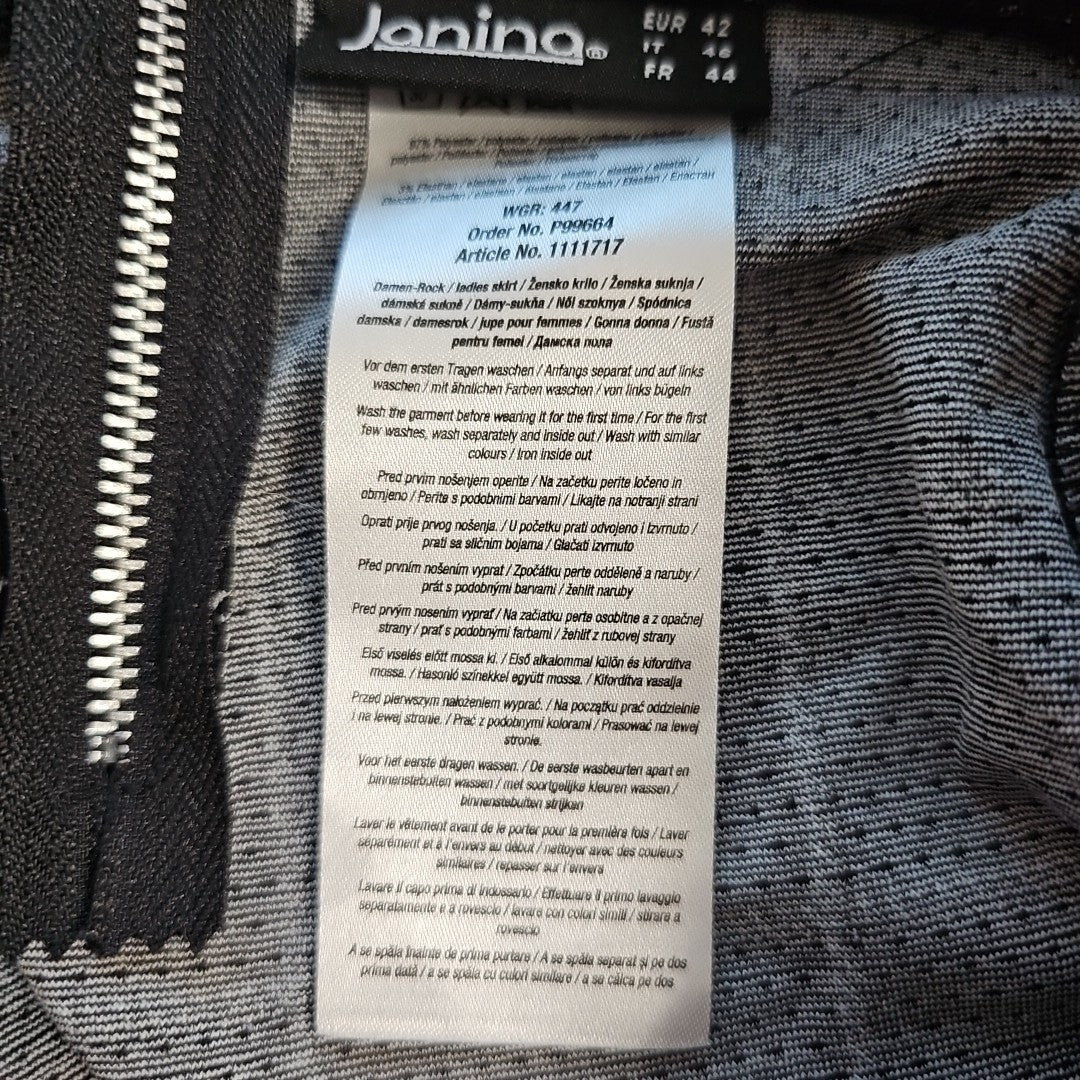 Janina®
EUR 42
IT 48
FR 44
97% Polyester /
WGR: 447
Order No. P99664
Article No. 1111717
Damen-Rock / ladies skirt / Žensko krilo / Ženska suknja /
dámská sukně / Dámy-sukňa / Női szoknya / Spódnica
damska / damesrok / jupe pour femmes / Gonna donna / Fustă
pentru femei / Дамска пола
Vor dem ersten Tragen waschen / Anfangs separat und auf links
waschen / mit ähnlichen Farben waschen / von links bügeln
Wash the garment before wearing it for the first time / For the first
few washes, wash separately and inside out / Wash with similar
colours / Iron inside out
Pred prvim nošenjem operite / Na začetku perite ločeno in
obrnjeno / Perite s podobnimi barvami / Likajte na notranji strani
Oprati prije prvog nošenja. / U početku prati odvojeno i izvrnuto /
prati sa sličnim bojama / Glačati izvrnuto
Před prvním nošením vyprat / Zpočátku perte odděleně a naruby /
prát s podobnými barvami / žehlit naruby
Pred prvým nosením vyprať / Na začiatku perte osobitne a z opačnej
strany / prať s podobnými farbami / žehliť z rubovej strany
Első viselés előtt mossa ki. / Első alkalommal külön és kifordítva
mossa. / Hasonló színekkel együtt mossa. / Kifordítva vasalja
Przed pierwszym nałożeniem wyprać. / Na początku prać oddzielnie
i na lewej stronie. / Prać z podobnymi kolorami / Prasować na lewej
stronie.
Voor het eerste dragen wassen. / De eerste wasbeurten apart en
binnenstebuiten wassen / met soortgelijke kleuren wassen /
binnenstebuiten strijken
Laver le vêtement avant de le porter pour la première fois / Laver
séparément et à l'envers au début / nettoyer avec des couleurs
similaires / repasser sur l'envers
Lavare il capo prima di indossarlo / Effettuare il primo lavaggio
separatamente e a rovescio / lavare con colori simili / stirare a
rovescio
A se spăla înainte de prima purtare / A se spăla separat și pe dos
prima dată / a se spăla cu culori similare / a se călca pe dos